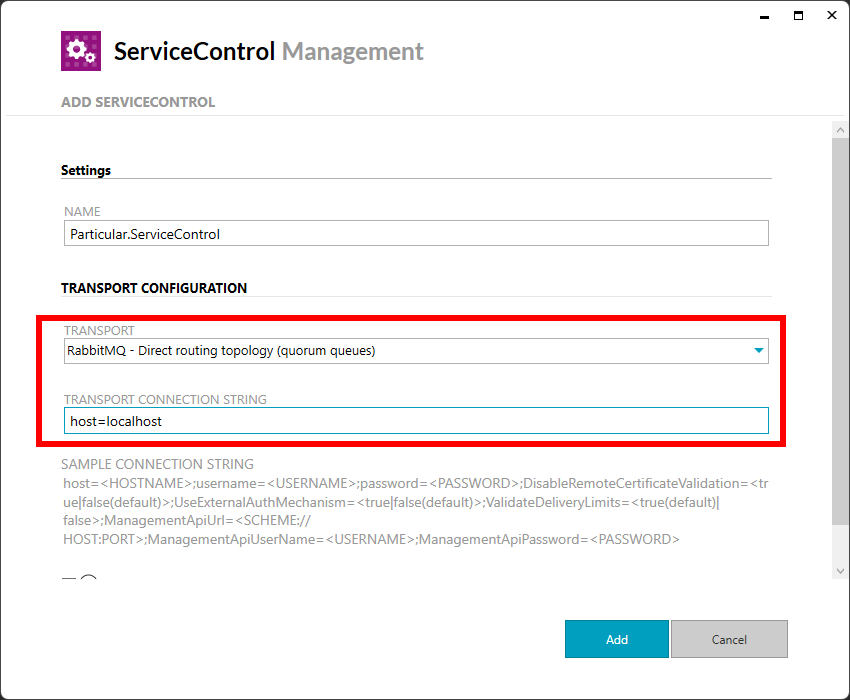 ServiceControl Management
ADD SERVICECONTROL
Settings
NAME
Particular.ServiceControl
TRANSPORT CONFIGURATION
TRANSPORT
RabbitMQ - Direct routing topology (quorum queues)
TRANSPORT CONNECTION STRING
host=localhost
SAMPLE CONNECTION STRING
host=<HOSTNAME>;username=<USERNAME>;password=<PASSWORD>;DisableRemoteCertificateValidation=<tr
ue|false(default)>;UseExternalAuthMechanism=<true|false(default)>;ValidateDeliveryLimits=<true(default)|
false>;ManagementApiUrl=<SCHEME://
HOST:PORT>;ManagementApiUserName=<USERNAME>;ManagementApiPassword=<PASSWORD>
Add
Cancel